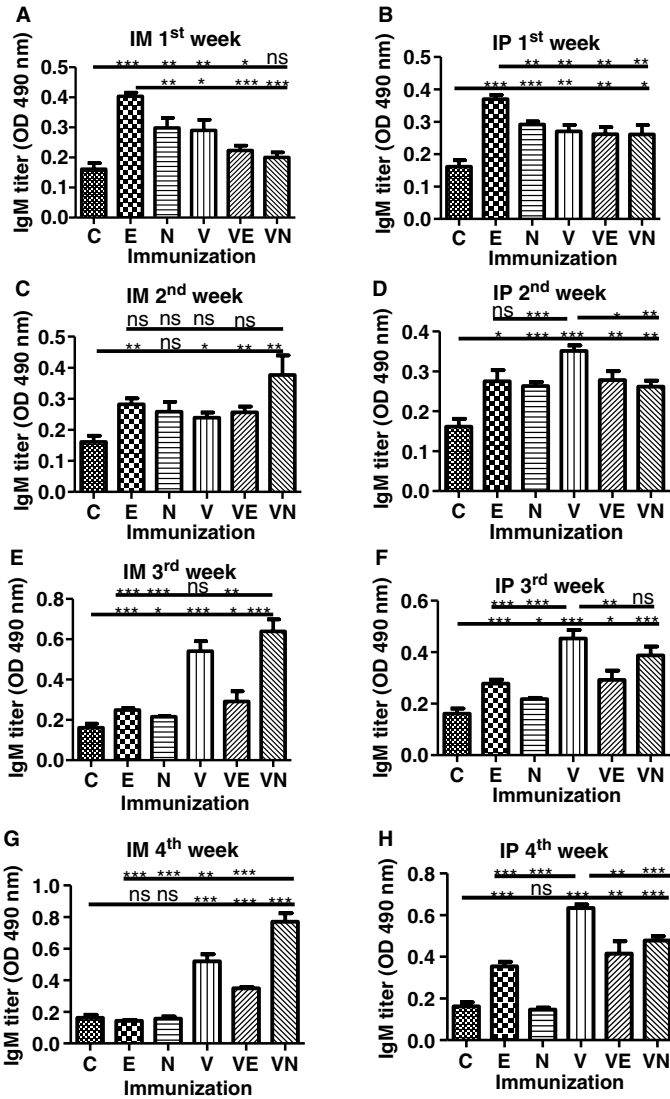 A
IM 1st week
*** ** ** * ns
** * *** ***
IgM titer (OD 490 nm)
0.5
0.4
0.3
0.2
0.1
0.0
C E N V VE VN
Immunization
B
IP 1st week
** ** ** **
*** *** ** ** *
IgM titer (OD 490 nm)
0.5
0.4
0.3
0.2
0.1
0.0
C E N V VE VN
Immunization
C
IM 2nd week
ns ns ns ns
** ns * ** **
IgM titer (OD 490 nm)
0.5
0.4
0.3
0.2
0.1
0.0
C E N V VE VN
Immunization
D
IP 2nd week
ns *** * **
* *** *** ** **
IgM titer (OD 490 nm)
0.4
0.3
0.2
0.1
0.0
C E N V VE VN
Immunization
E
IM 3rd week
*** *** ns **
*** * *** * ***
IgM titer (OD 490 nm)
0.8
0.6
0.4
0.2
0.0
C E N V VE VN
Immunization
F
IP 3rd week
*** *** ** ns
*** * *** * ***
IgM titer (OD 490 nm)
0.6
0.4
0.2
0.0
C E N V VE VN
Immunization
G
IM 4th week
*** *** ** ***
ns ns *** *** ***
IgM titer (OD 490 nm)
1.0
0.8
0.6
0.4
0.2
0.0
C E N V VE VN
Immunization
H
IP 4th week
*** *** ** ***
*** ns *** ** ***
IgM titer (OD 490 nm)
0.8
0.6
0.4
0.2
0.0
C E N V VE VN
Immunization